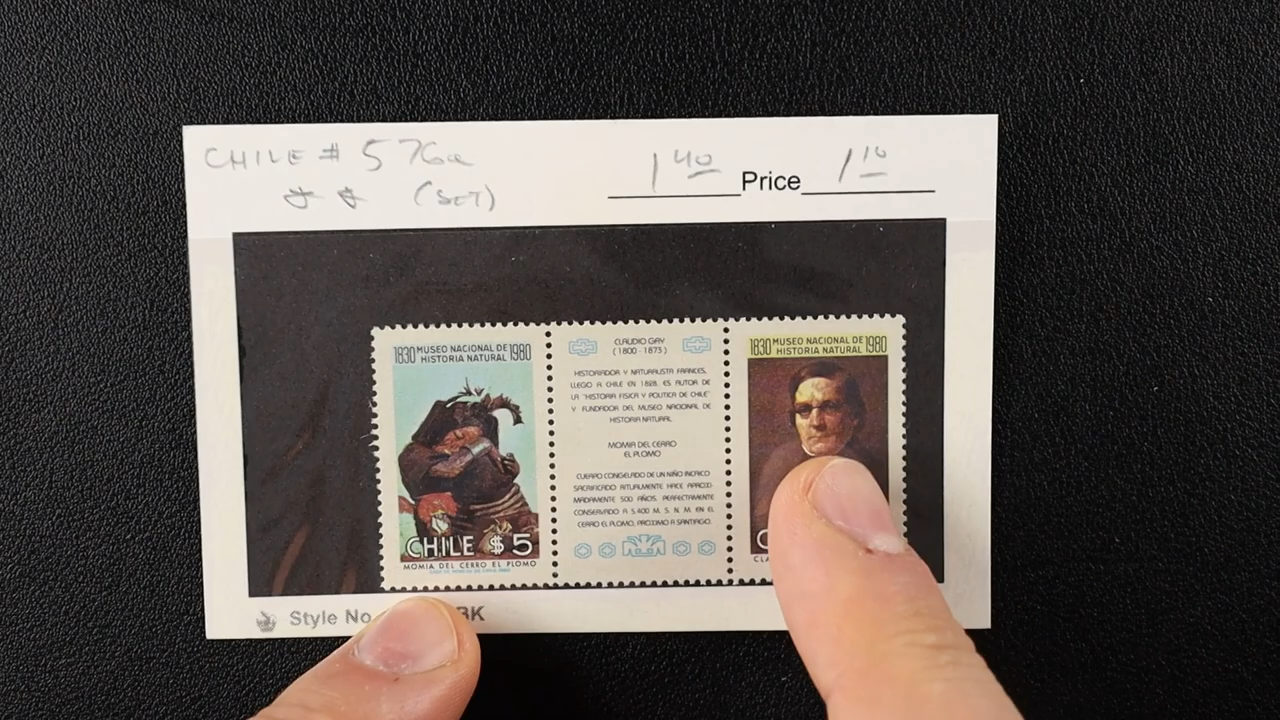 CHILE # 576a
** (SET)
1 40 Price 1 10
1830 MUSEO NACIONAL DE HISTORIA NATURAL 1980
CHILE $5
MOMIA DEL CERRO EL PLOMO
CLAUDIO GAY
(1800 - 1873)
HISTORIADOR Y NATURALISTA FRANCES,
LLEGO A CHILE EN 1828. ES AUTOR DE
LA "HISTORIA FISICA Y POLITICA DE CHILE"
Y FUNDADOR DEL MUSEO NACIONAL DE
HISTORIA NATURAL
MOMIA DEL CERRO
EL PLOMO
CUERPO CONGELADO DE UN NIÑO INCAICO
SACRIFICADO RITUALMENTE HACE APROXI-
MADAMENTE 500 AÑOS. PERFECTAMENTE
CONSERVADO A 5.400 M. S. N. M. EN EL
CERRO EL PLOMO, PROXIMO A SANTIAGO.
1830 MUSEO NACIONAL DE HISTORIA NATURAL 1980
C
CLA
Style No BK